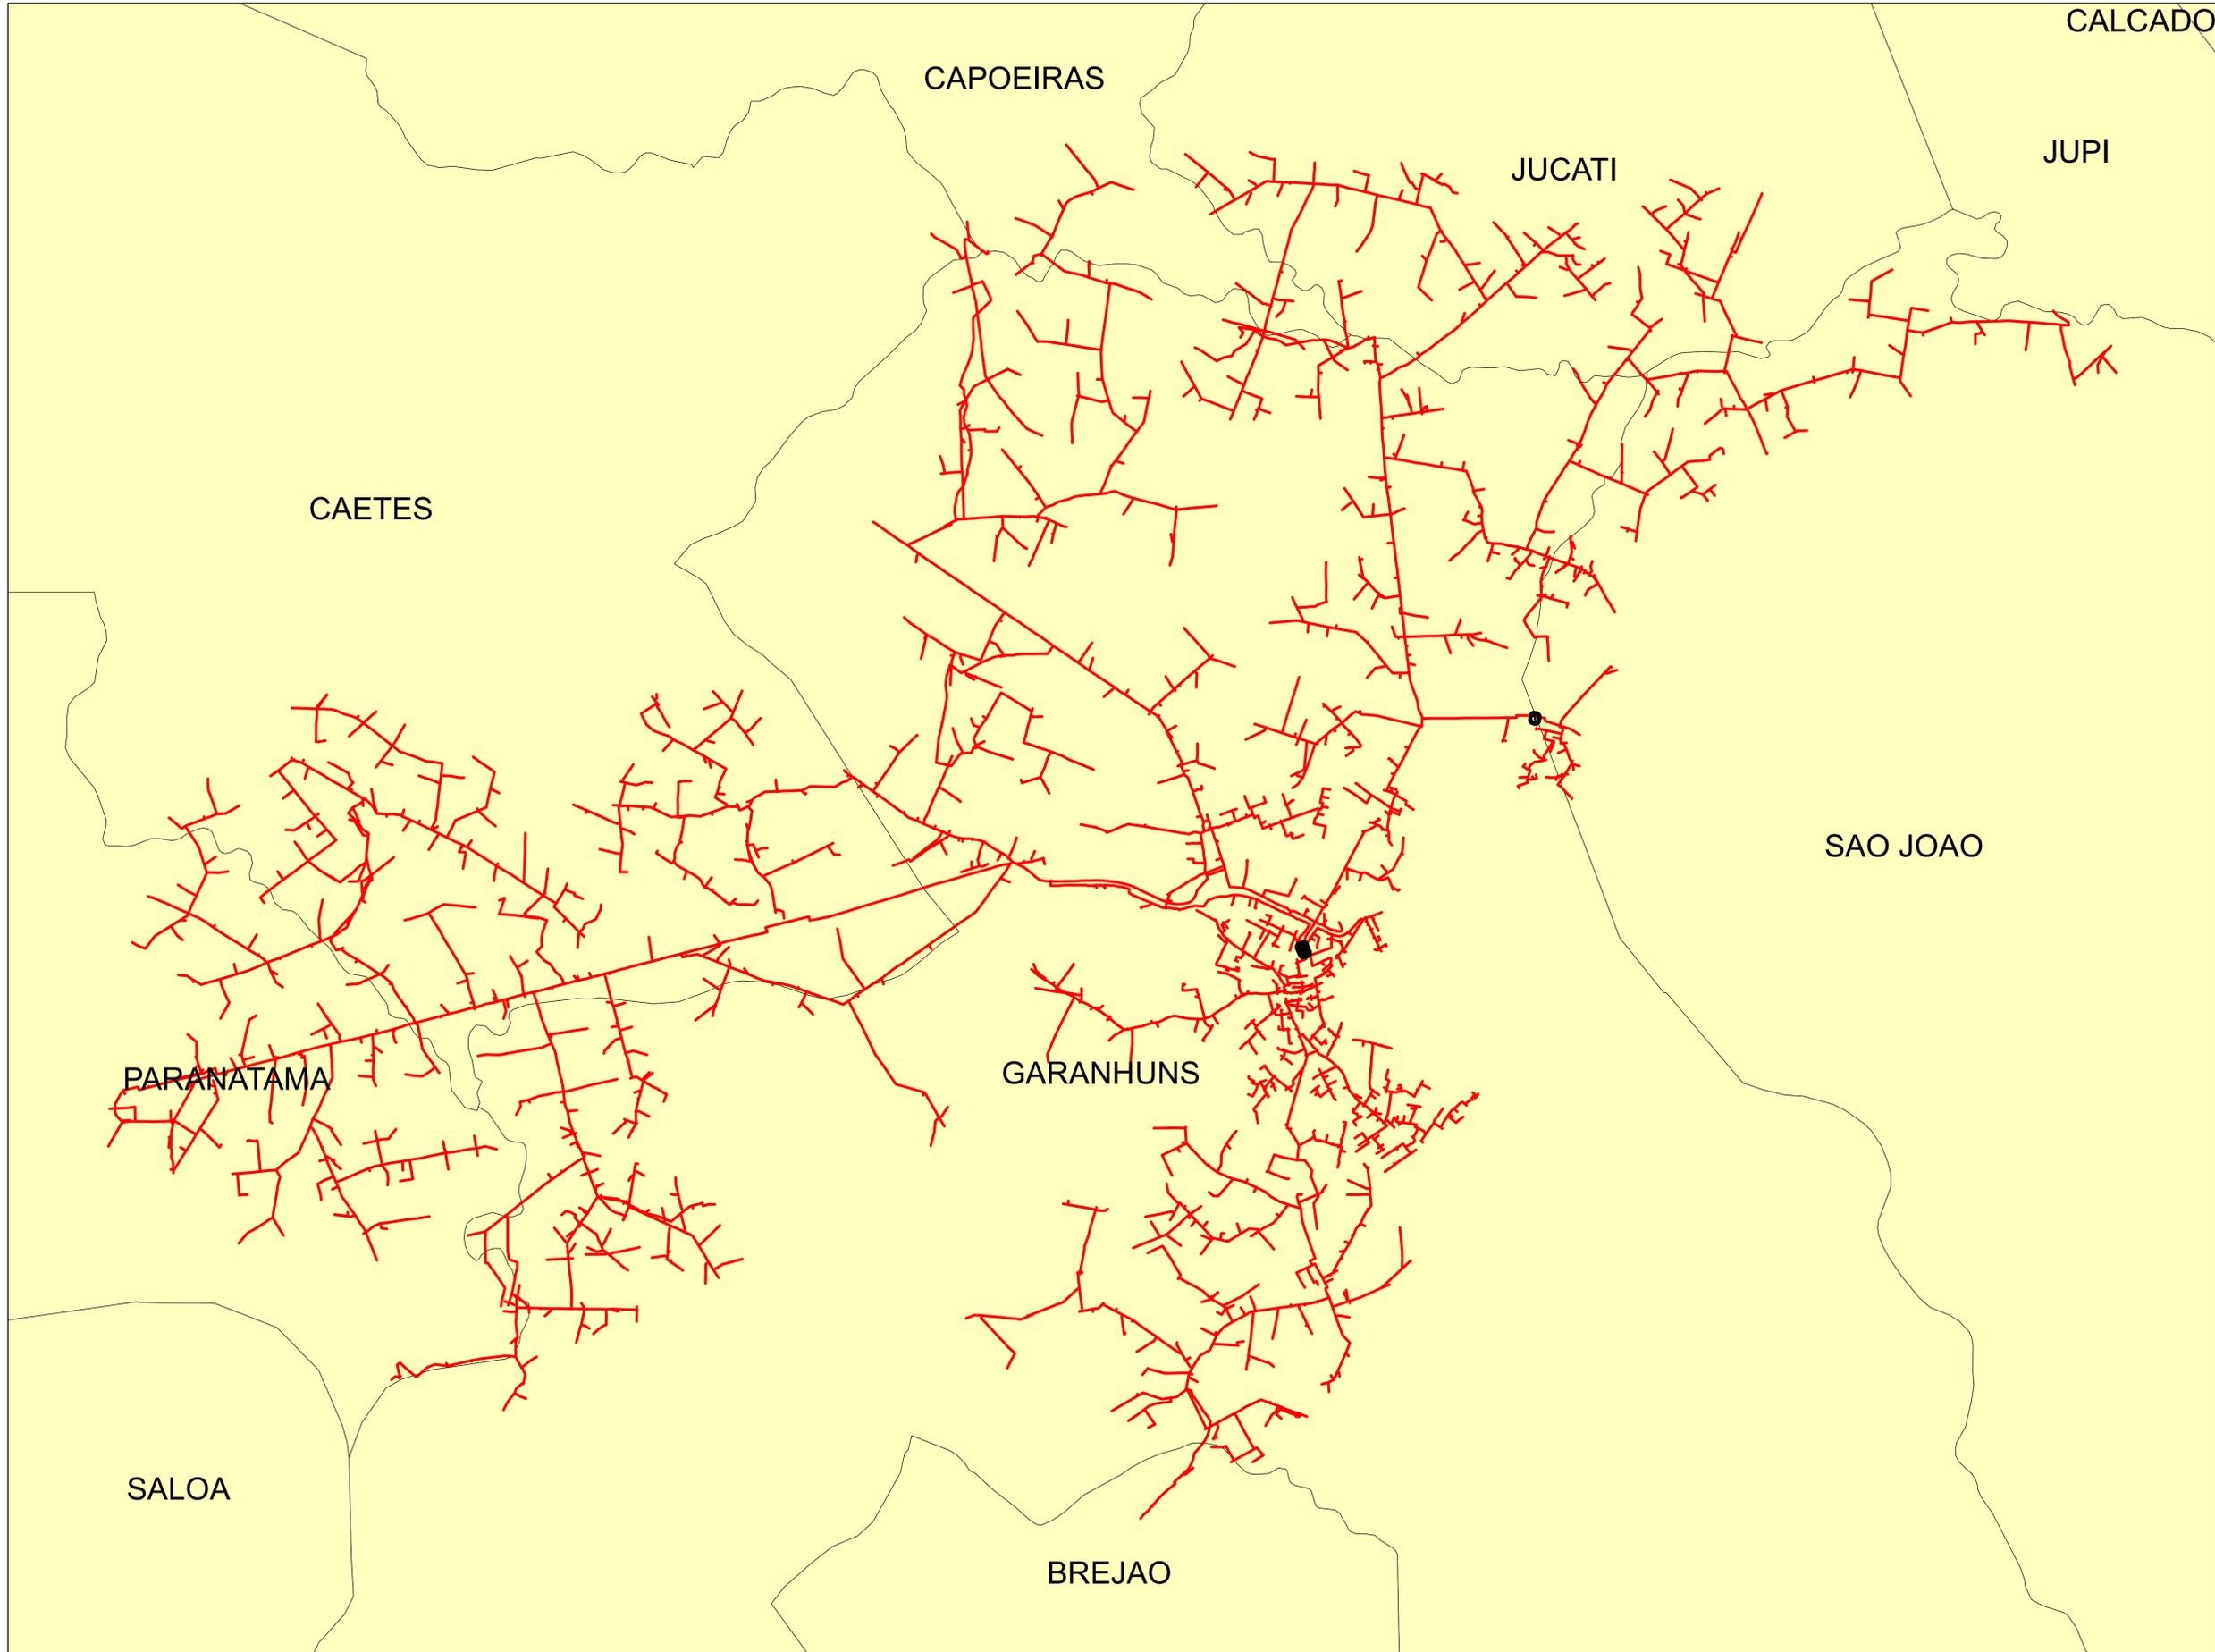 CALCADO
CAPOEIRAS
JUPI
JUCATI
CAETES
SAO JOAO
GARANHUNS
PARANATAMA
SALOA
BREJAO